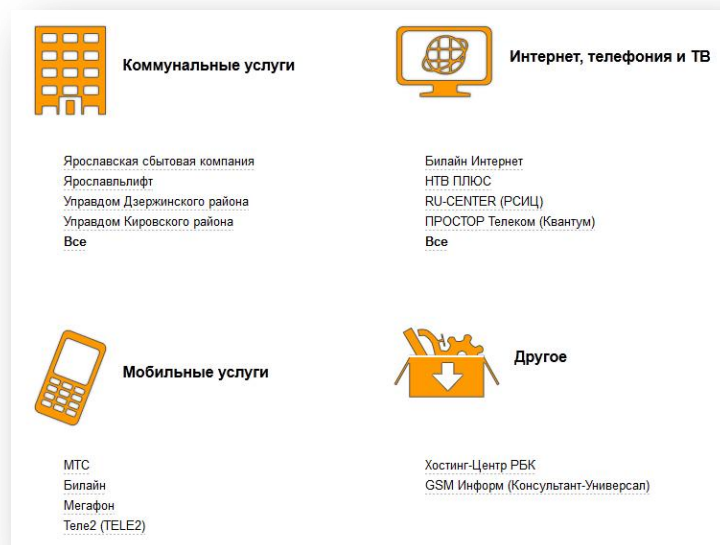 Коммунальные услуги
Ярославская сбытовая компания
Ярославльлифт
Управдом Дзержинского района
Управдом Кировского района
Все
Интернет, телефония и ТВ
Билайн Интернет
НТВ ПЛЮС
RU-CENTER (РСИЦ)
ПРОСТОР Телеком (Квантум)
Все
Мобильные услуги
МТС
Билайн
Мегафон
Теле2 (TELE2)
Другое
Хостинг-Центр РБК
GSM Информ (Консультант-Универсал)